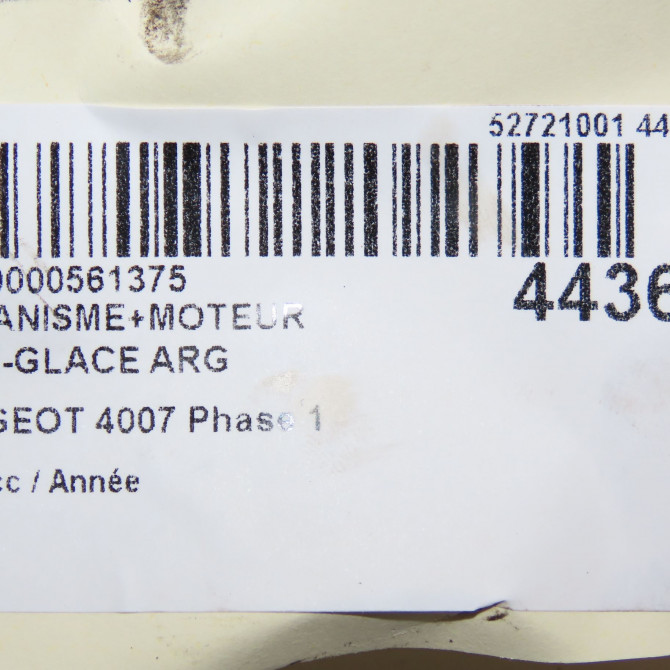 52721001 44
0000561375
4436
ANISME+MOTEUR
-GLACE ARG
GEOT 4007 Phase 1
cc / Année